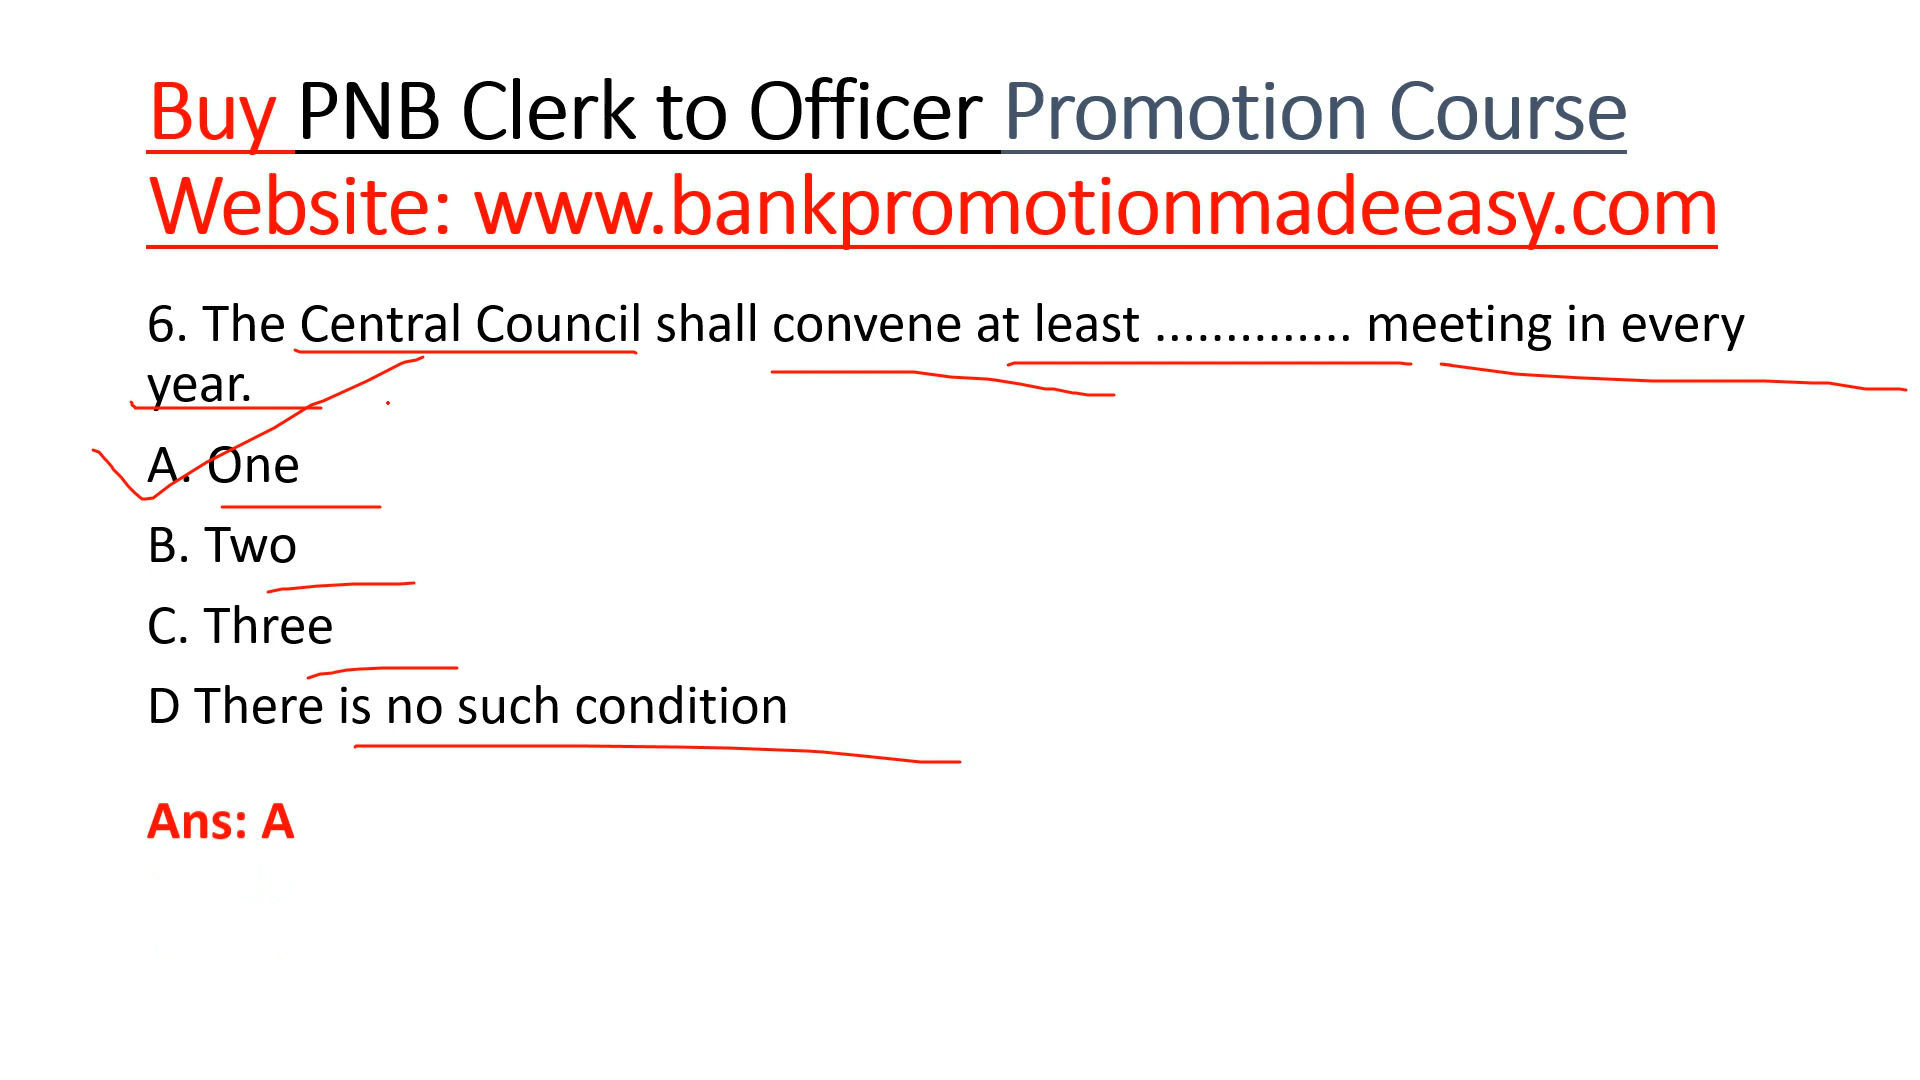 Buy PNB Clerk to Officer Promotion Course
Website: www.bankpromotionmadeeasy.com
6. The Central Council shall convene at least .............. meeting in every
year.
A. One
B. Two
C. Three
D There is no such condition
Ans: A